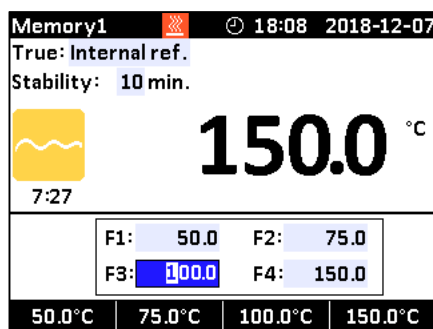 Memory1 18:08 2018-12-07
True: Internal ref.
Stability: 10 min.
150.0 °C
7:27
F1: 50.0 F2: 75.0
F3: 100.0 F4: 150.0
50.0°C 75.0°C 100.0°C 150.0°C